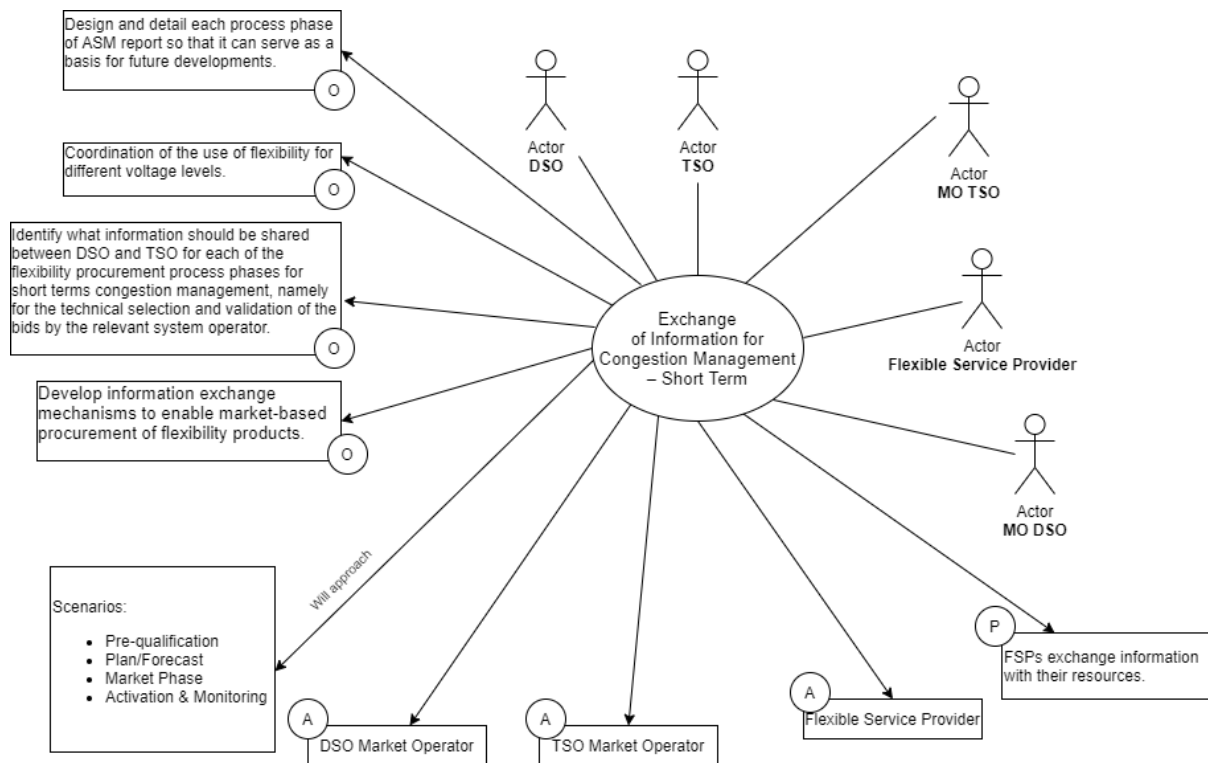 Design and detail each process phase
of ASM report so that it can serve as a
basis for future developments.
O
Coordination of the use of flexibility for
different voltage levels.
O
Identify what information should be shared
between DSO and TSO for each of the
flexibility procurement process phases for
short terms congestion management, namely
for the technical selection and validation of the
bids by the relevant system operator.
O
Develop information exchange
mechanisms to enable market-based
procurement of flexibility products.
O
Actor
DSO
Actor
TSO
Actor
MO TSO
Actor
Flexible Service Provider
Actor
MO DSO
Exchange
of Information for
Congestion Management
– Short Term
Will approach
Scenarios:
• Pre-qualification
• Plan/Forecast
• Market Phase
• Activation & Monitoring
A
DSO Market Operator
A
TSO Market Operator
A
Flexible Service Provider
P
FSPs exchange information
with their resources.